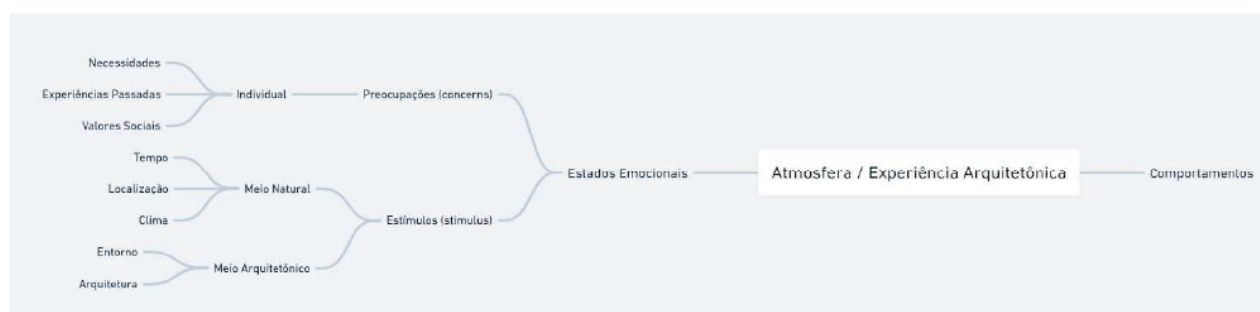 Necessidades
Experiências Passadas
Individual
Preocupações (concerns)
Valores Sociais
Tempo
Estados Emocionais
Atmosfera / Experiência Arquitetônica
Comportamentos
Localização
Meio Natural
Clima
Estímulos (stimulus)
Entorno
Meio Arquitetônico
Arquitetura